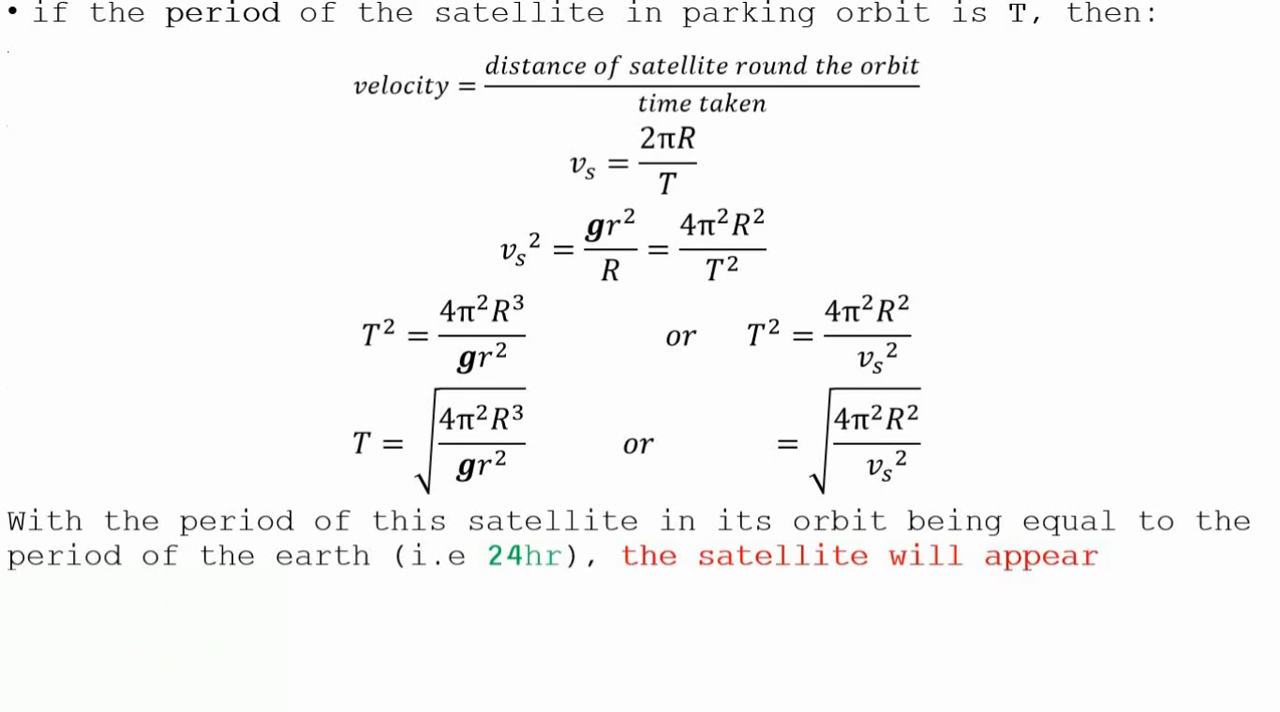 • if the period of the satellite in parking orbit is T, then:
velocity = distance of satellite round the orbit / time taken
v_s = 2πR / T
v_s² = gr² / R = 4π²R² / T²
T² = 4π²R³ / gr² or T² = 4π²R² / v_s²
T = √(4π²R³ / gr²) or = √(4π²R² / v_s²)
With the period of this satellite in its orbit being equal to the
period of the earth (i.e 24hr), the satellite will appear